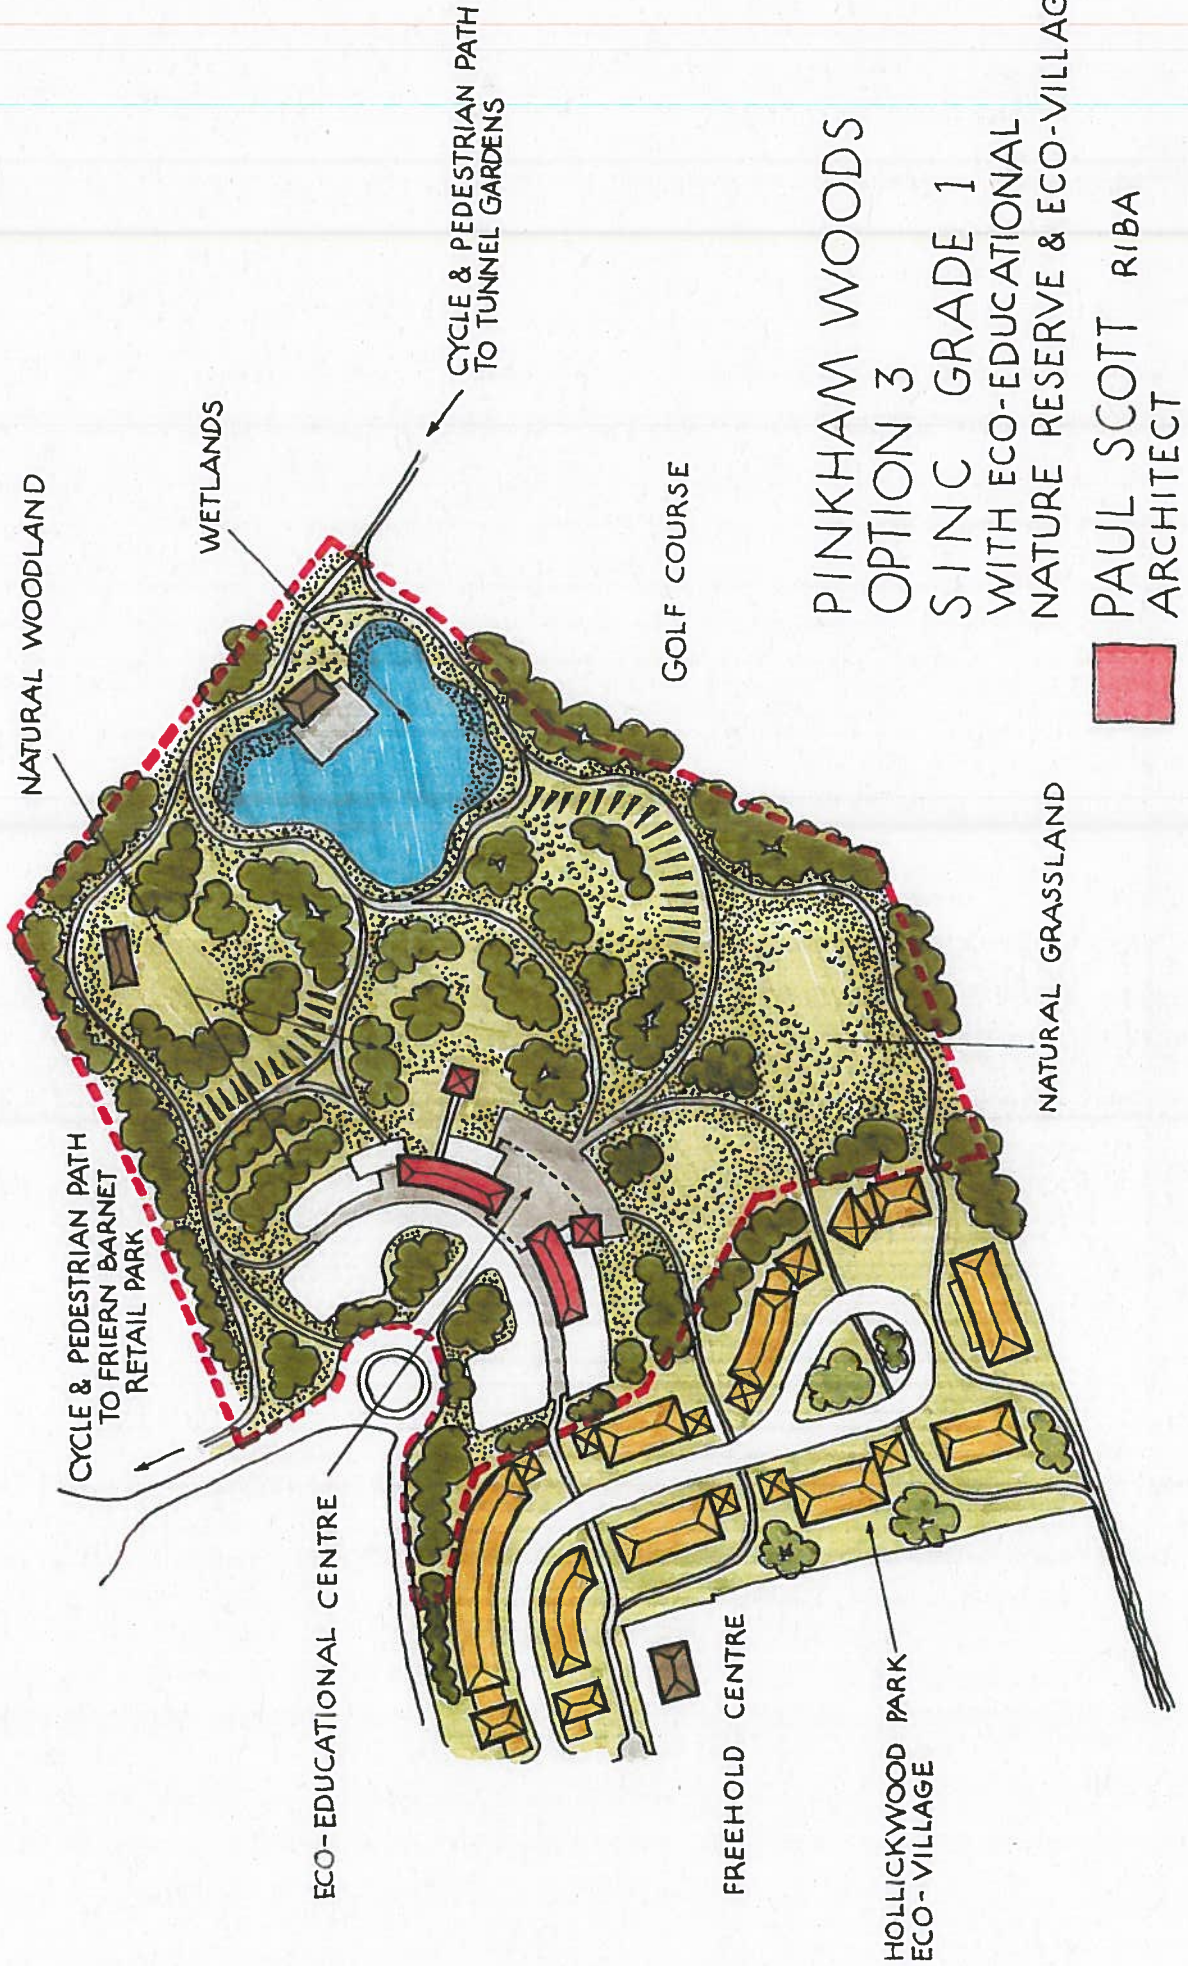 NATURAL WOODLAND
WETLANDS
CYCLE & PEDESTRIAN PATH
TO TUNNEL GARDENS
CYCLE & PEDESTRIAN PATH
TO FRIERN BARNET
RETAIL PARK
ECO-EDUCATIONAL CENTRE
GOLF COURSE
FREEHOLD CENTRE
HOLLICKWOOD PARK
ECO-VILLAGE
NATURAL GRASSLAND
PINKHAM WOODS
OPTION 3
SINC GRADE 1
WITH ECO-EDUCATIONAL
NATURE RESERVE & ECO-VILLAG
PAUL SCOTT RIBA
ARCHITECT